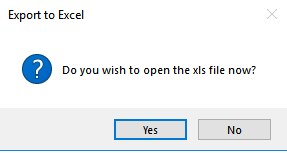 Export to Excel
Do you wish to open the xls file now?
Yes No